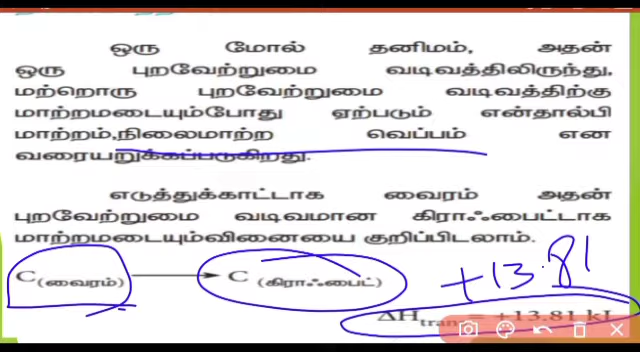 ஒரு மோல் தனிமம், அதன்
ஒரு புறவேற்றுமை வடிவத்திலிருந்து,
மற்றொரு புறவேற்றுமை வடிவத்திற்கு
மாற்றமடையும்போது ஏற்படும் என்தால்பி
மாற்றம்,நிலைமாற்ற வெப்பம் என
வரையறுக்கப்படுகிறது.
எடுத்துக்காட்டாக வைரம் அதன்
புறவேற்றுமை வடிவமான கிராஃபைட்டாக
மாற்றமடையும்வினையை குறிப்பிடலாம்.
C(வைரம்) → C (கிராஃபைட்) +13.81
ΔHtran = +13.81 kJ